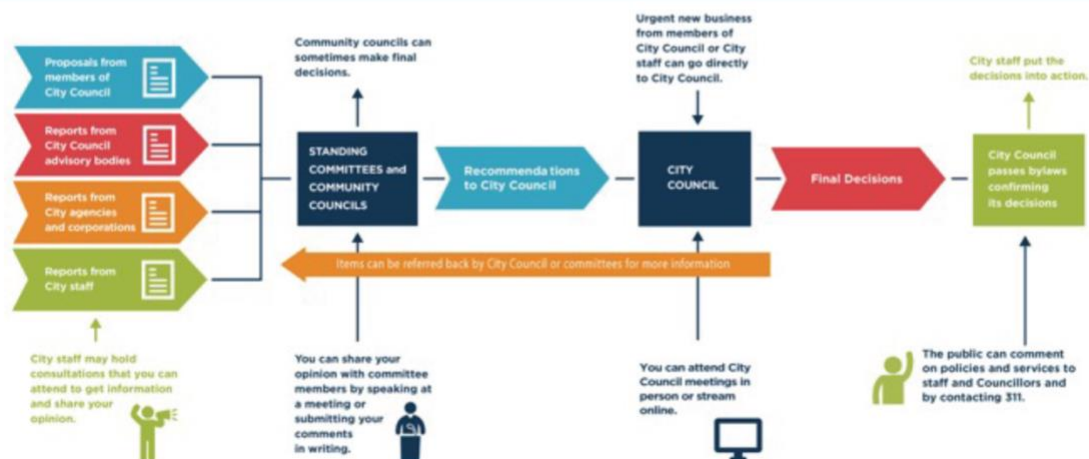 Proposals from
members of
City Council
Reports from
City Council
advisory bodies
Reports from
City agencies
and corporations
Reports from
City staff
City staff may hold
consultations that you can
attend to get information
and share your
opinion.
Community councils can
sometimes make final
decisions.
STANDING
COMMITTEES and
COMMUNITY
COUNCILS
You can share your
opinion with committee
members by speaking at
a meeting or
submitting your
comments
in writing.
Recommendations
to City Council
Items can be referred back by City Council or committees for more information
Urgent new business
from members of
City Council or City
staff can go directly
to City Council.
CITY
COUNCIL
You can attend City
Council meetings in
person or stream
online.
Final Decisions
City staff put the
decisions into action.
City Council
passes bylaws
confirming
its decisions
The public can comment
on policies and services to
staff and Councillors and
by contacting 311.